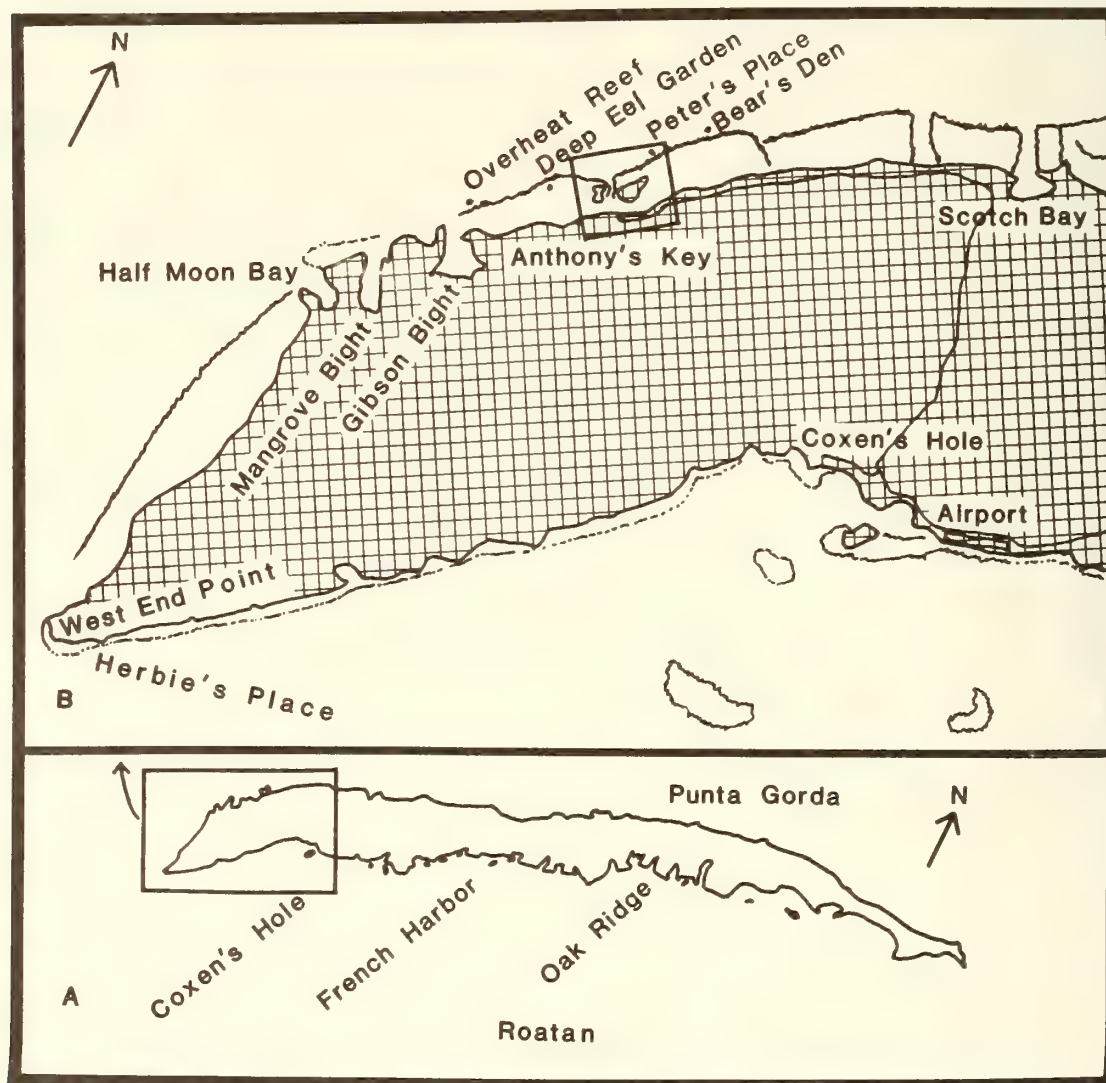 N
Overheat Reef
Deep Eel Garden
Peter's Place
Bear's Den
Half Moon Bay
Anthony's Key
Scotch Bay
Mangrove Bight
Gibson Bight
Coxen's Hole
Airport
West End Point
Herbie's Place
B
Punta Gorda
N
Coxen's Hole
French Harbor
Oak Ridge
A
Roatan